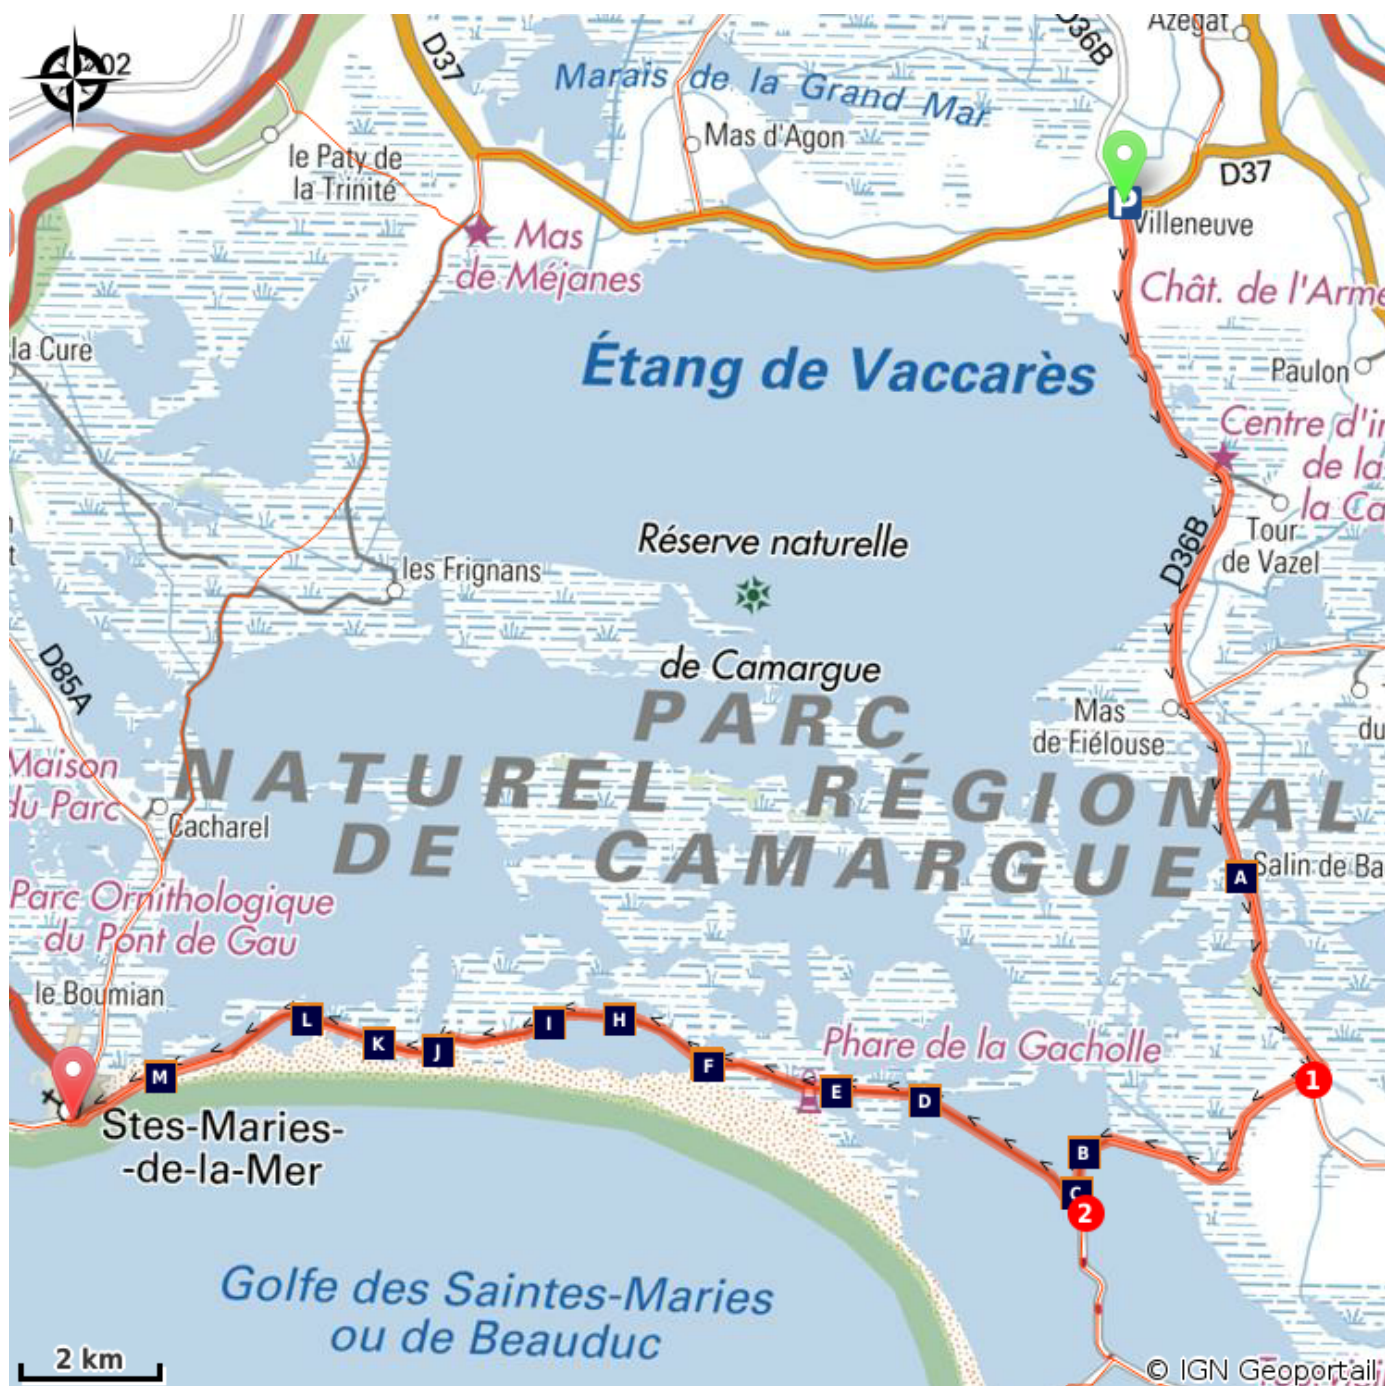 Azegat
D36B
D37
Marais de la Grand Mar
Mas d'Agon
le Paty de
la Trinité
D37
P
Villeneuve
Mas
de Méjanes
Chât. de l'Arme
la Cure
Étang de Vaccarès
Paulon
Centre d'in
de la
la Ca
Réserve naturelle
Tour
de Vazel
D36B
les Frignans
de Camargue
D85A
PARC
Mas
de Fiélouse
du
Maison
du Parc
NATUREL RÉGIONAL
Cacharel
DE CAMARGUE
A
Salin de Ba
Parc Ornithologique
du Pont de Gau
le Boumian
L
K
J
I
H
F
Phare de la Gacholle
E
D
1
M
B
C
2
Stes-Maries-
-de-la-Mer
Golfe des Saintes-Maries
ou de Beauduc
2 km
© IGN Geoportail